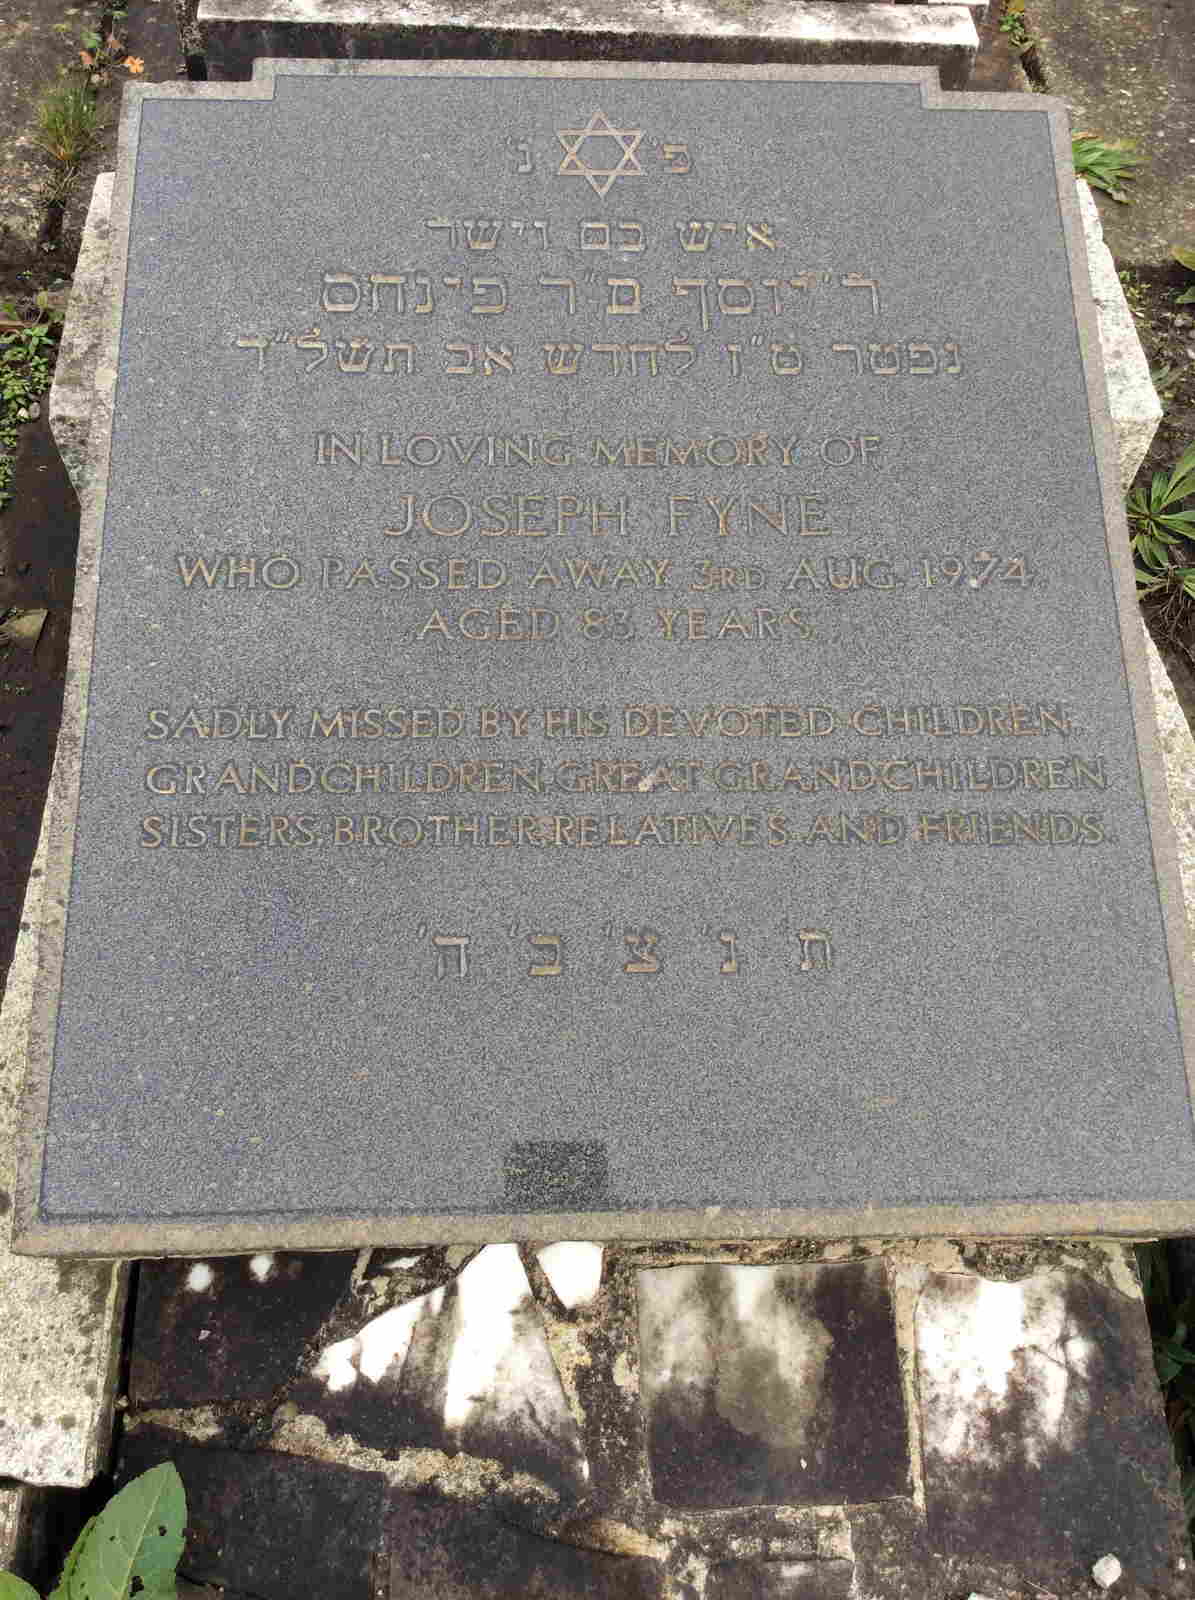 פ' נ'
איש תם וישר
ר' יוסף ב"ר פינחס
נפטר ט"ו לחדש אב תשל"ד
IN LOVING MEMORY OF
JOSEPH FYNE
WHO PASSED AWAY 3RD AUG 1974
AGED 83 YEARS
SADLY MISSED BY HIS DEVOTED CHILDREN
GRANDCHILDREN GREAT GRANDCHILDREN
SISTERS, BROTHER, RELATIVES AND FRIENDS.
ת' נ' צ' ב' ה'